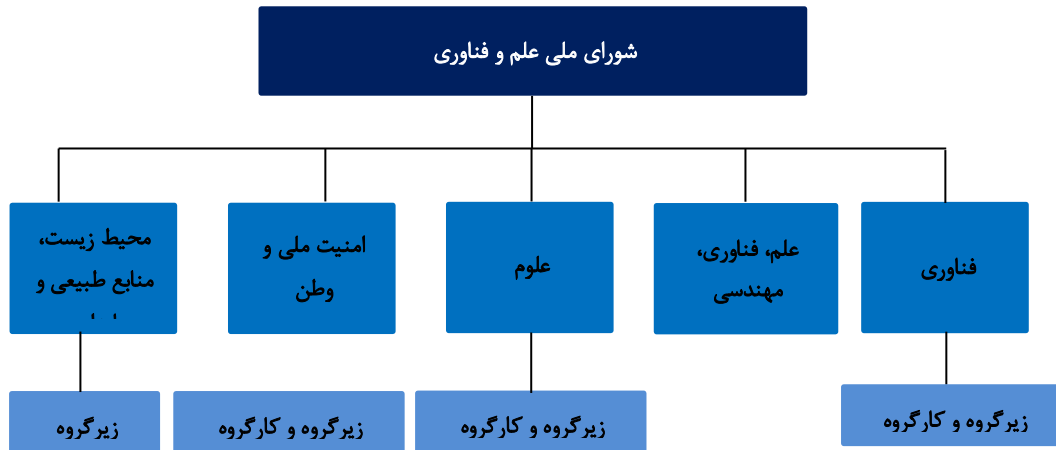 شورای ملی علم و فناوری
فناوری
علم، فناوری،
مهندسی
علوم
امنیت ملی و
وطن
محیط زیست،
منابع طبیعی و
زیرگروه و کارگروه
زیرگروه و کارگروه
زیرگروه و کارگروه
زیرگروه